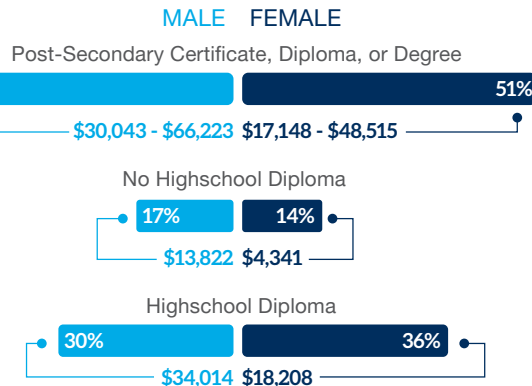 MALE FEMALE
Post-Secondary Certificate, Diploma, or Degree
51%
$30,043 - $66,223 $17,148 - $48,515
No Highschool Diploma
17% 14%
$13,822 $4,341
Highschool Diploma
30% 36%
$34,014 $18,208